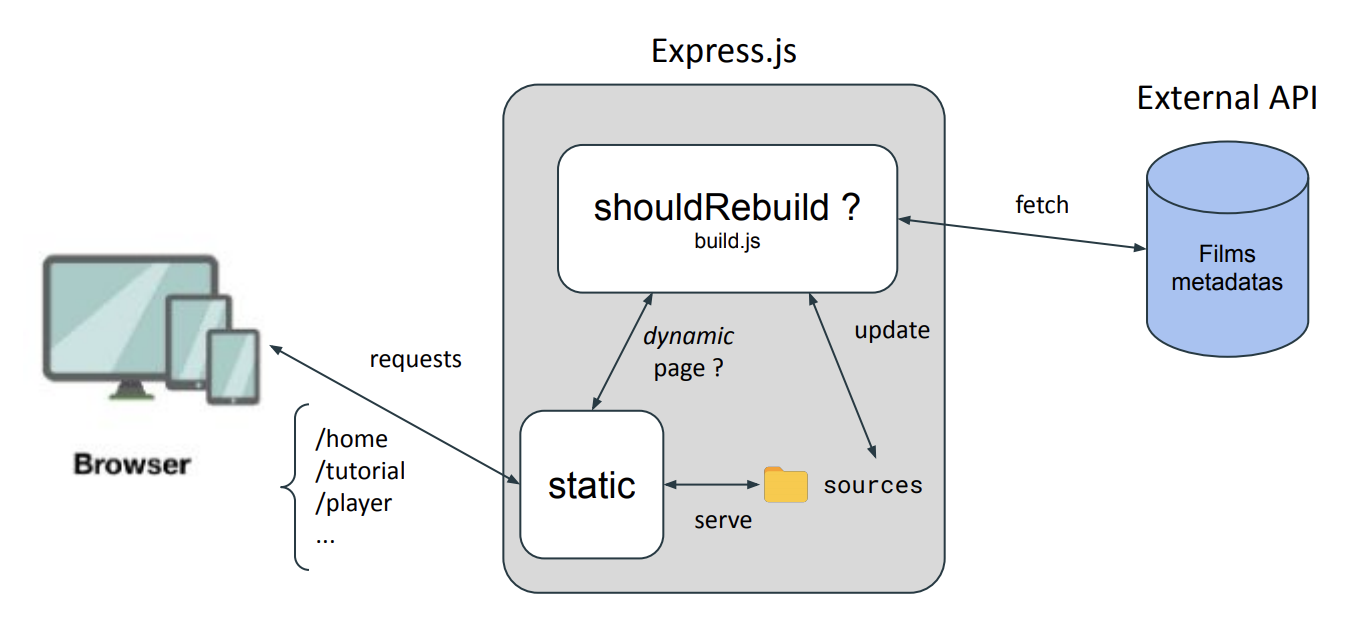 Express.js
External API
shouldRebuild ?
build.js
fetch
Films
metadatas
dynamic
page ?
update
requests
Browser
/home
/tutorial
/player
...
static
serve
sources